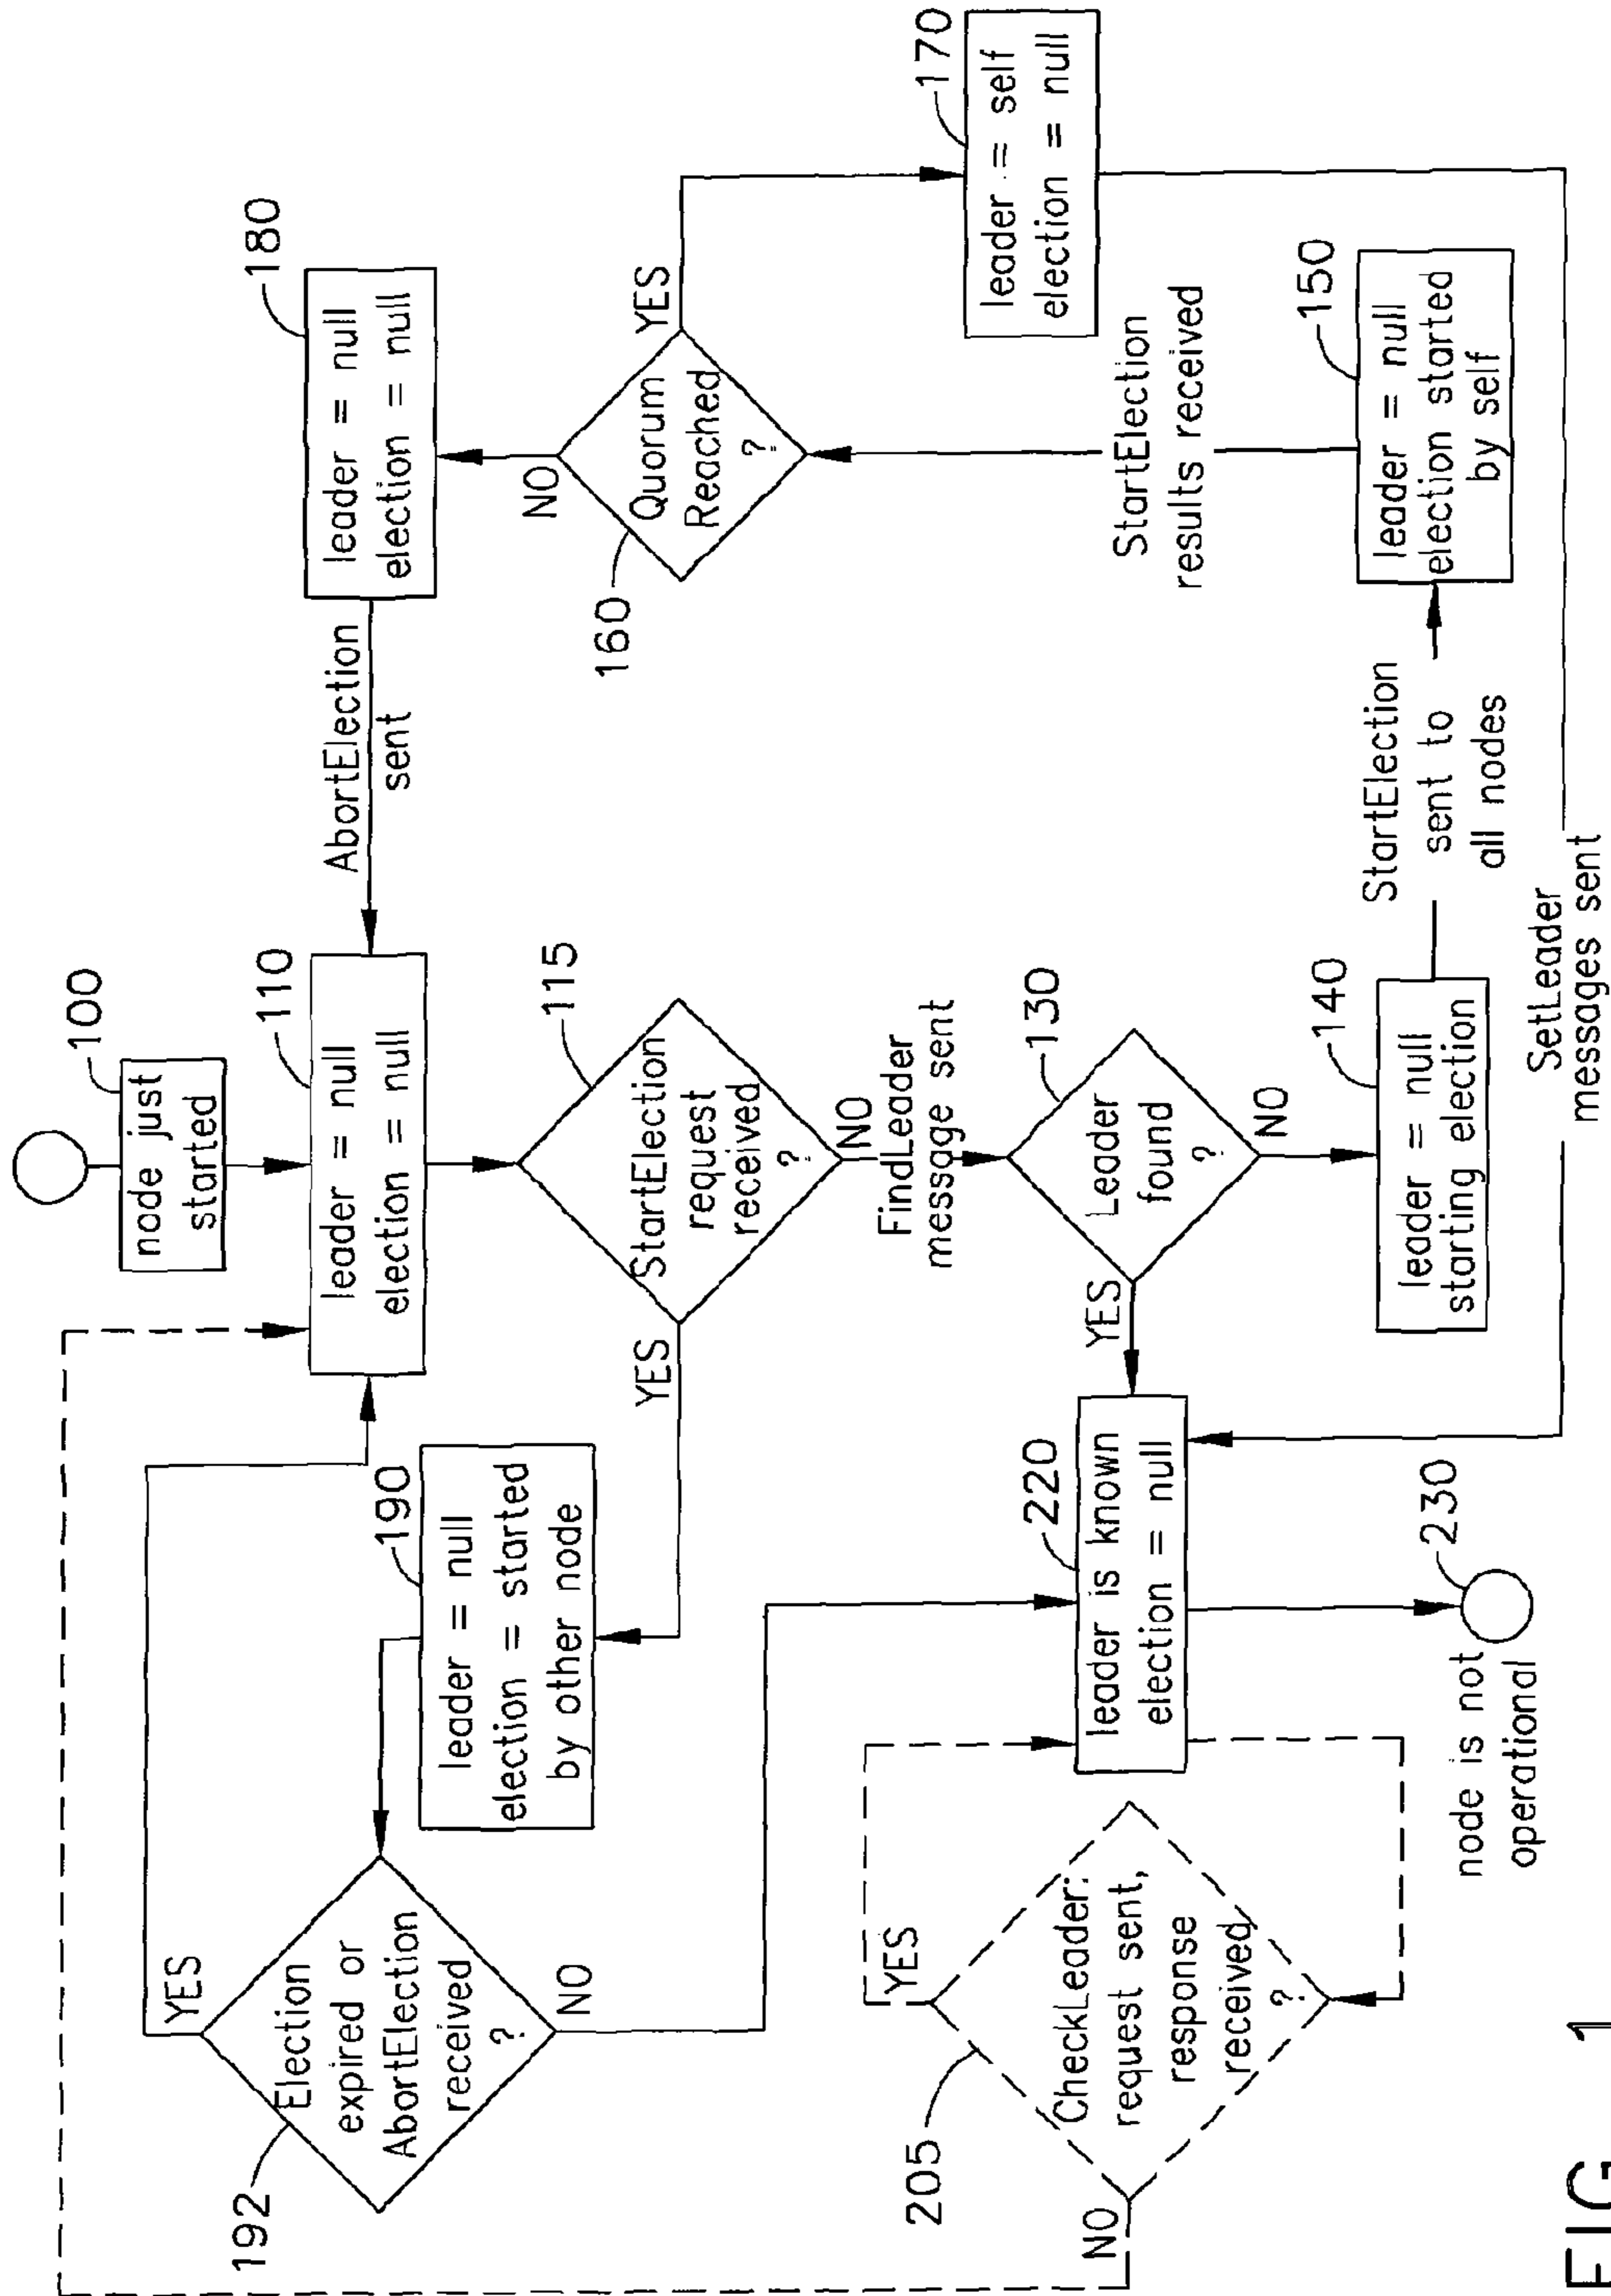 100
node just
started
110
leader = null
election = null
115
StartElection
request
received
?
YES
NO
FindLeader
message sent
130
Leader
found
?
YES
NO
140
leader = null
starting election
StartElection
sent to
all nodes
150
leader = null
election started
by self
StartElection
results received
160
Quorum
Reached
?
YES
NO
170
leader = self
election = null
SetLeader
messages sent
180
leader = null
election = null
AbortElection
sent
190
leader = null
election = started
by other node
192
Election
expired or
AbortElection
received
?
YES
NO
220
leader is known
election = null
205
CheckLeader:
request sent,
response
received
?
YES
NO
230
node is not
operational
FIG. 1